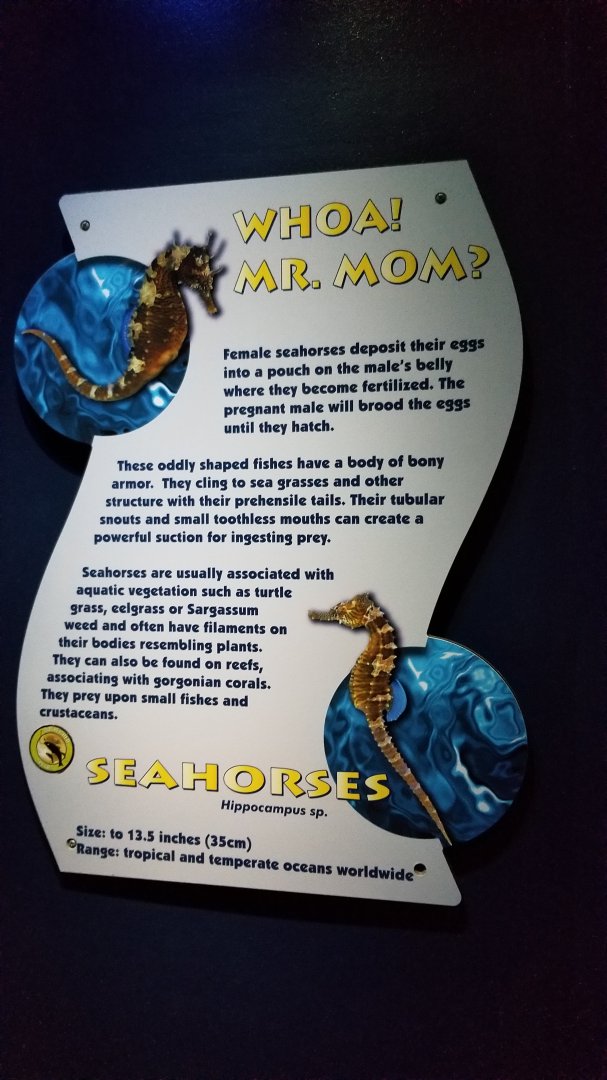 WHOA!
MR. MOM?
Female seahorses deposit their eggs
into a pouch on the male's belly
where they become fertilized. The
pregnant male will brood the eggs
until they hatch.
These oddly shaped fishes have a body of bony
armor. They cling to sea grasses and other
structure with their prehensile tails. Their tubular
snouts and small toothless mouths can create a
powerful suction for ingesting prey.
Seahorses are usually associated with
aquatic vegetation such as turtle
grass, eelgrass or Sargassum
weed and often have filaments on
their bodies resembling plants.
They can also be found on reefs,
associating with gorgonian corals.
They prey upon small fishes and
crustaceans.
SEAHORSES
Hippocampus sp.
Size: to 13.5 inches (35cm)
Range: tropical and temperate oceans worldwide